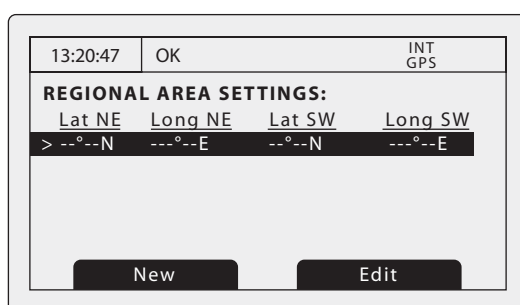 13:20:47 OK INT
GPS
REGIONAL AREA SETTINGS:
Lat NE Long NE Lat SW Long SW
> --°--N ---°--E --°--N ---°--E
New Edit